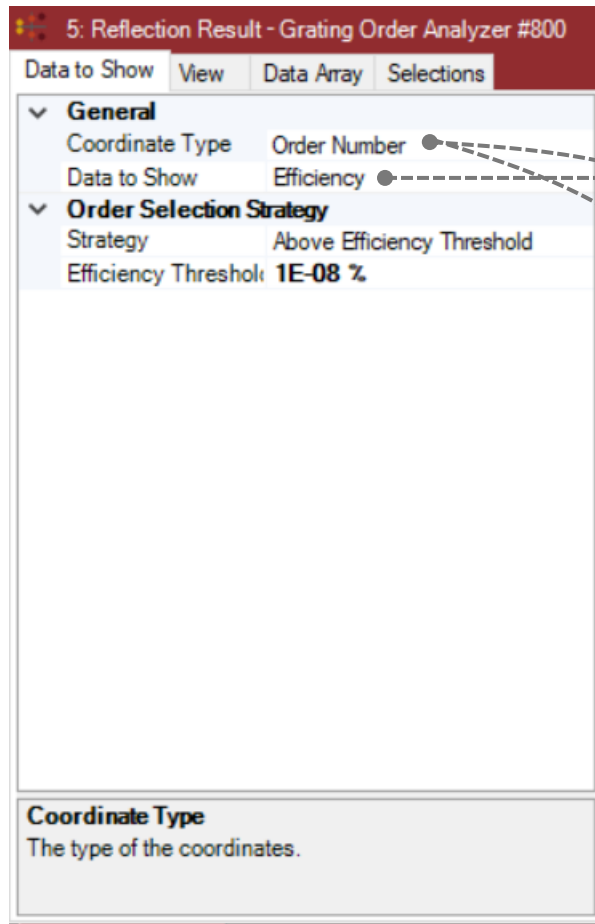 5: Reflection Result - Grating Order Analyzer #800
Data to Show View Data Array Selections
General
Coordinate Type Order Number
Data to Show Efficiency
Order Selection Strategy
Strategy Above Efficiency Threshold
Efficiency Threshol 1E-08 %
Coordinate Type
The type of the coordinates.